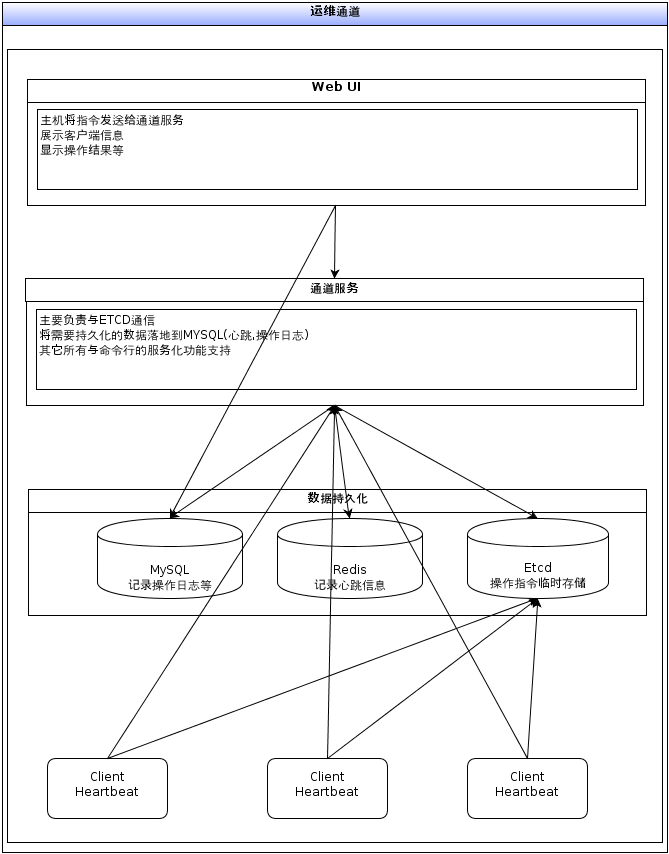 运维通道
Web UI
主机将指令发送给通道服务
展示客户端信息
显示操作结果等
通道服务
主要负责与ETCD通信
将需要持久化的数据落地到MYSQL(心跳,操作日志)
其它所有与命令行的服务化功能支持
数据持久化
MySQL
记录操作日志等
Redis
记录心跳信息
Etcd
操作指令临时存储
Client
Heartbeat
Client
Heartbeat
Client
Heartbeat